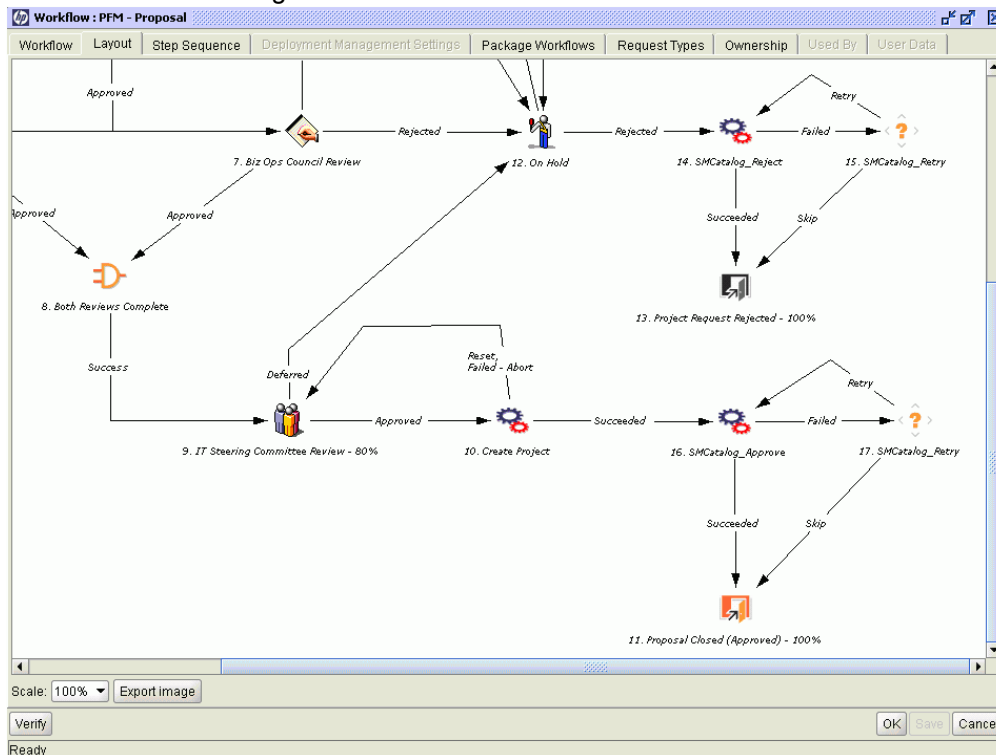 Workflow : PFM - Proposal
Workflow Layout Step Sequence Deployment Management Settings Package Workflows Request Types Ownership Used By User Data
Approved
Retry
Rejected
Rejected
Failed
7. Biz Ops Council Review
12. On Hold
14. SMCatalog_Reject
15. SMCatalog_Retry
Approved
Approved
Succeeded
Skip
8. Both Reviews Complete
13. Project Request Rejected - 100%
Success
Deferred
Reset,
Failed - Abort
Retry
Approved
Succeeded
Failed
9. IT Steering Committee Review - 80%
10. Create Project
16. SMCatalog_Approve
17. SMCatalog_Retry
Succeeded
Skip
11. Proposal Closed (Approved) - 100%
Scale: 100% Export image
Verify OK Save Cance
Ready